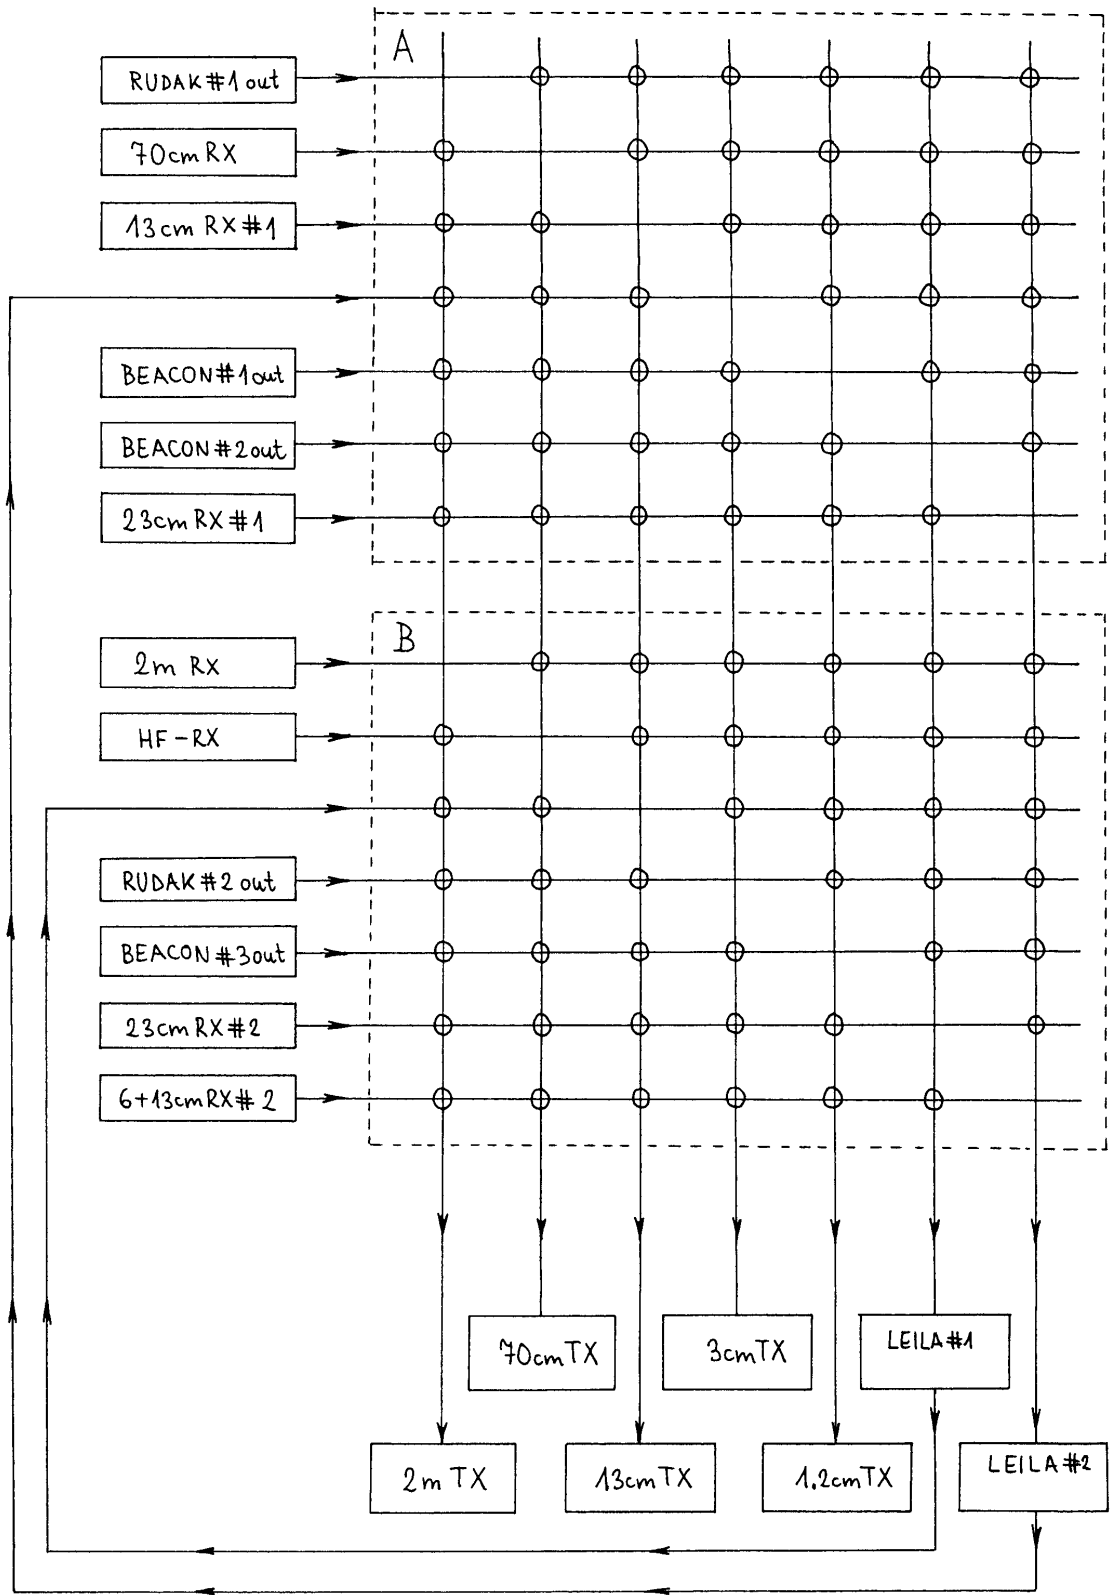 A
RUDAK#1 out
70cm RX
13cm RX#1
BEACON#1out
BEACON#2out
23cm RX#1
B
2m RX
HF-RX
RUDAK#2 out
BEACON#3out
23cm RX#2
6+13cm RX#2
70cm TX
3cm TX
LEILA#1
2m TX
13cm TX
1.2cm TX
LEILA#2